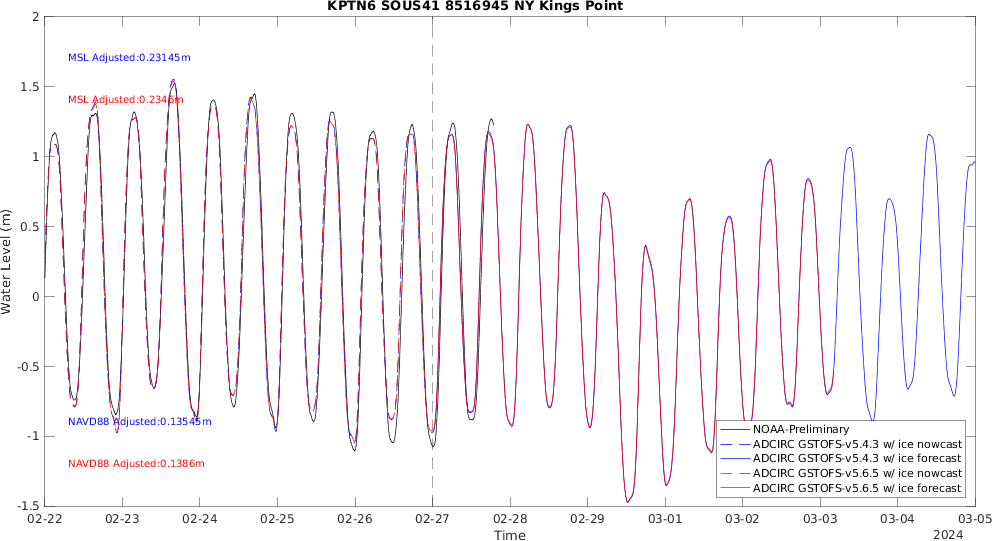 KPTN6 SOUS41 8516945 NY Kings Point
2
MSL Adjusted:0.23145m
1.5
MSL Adjusted:0.2346m
1
0.5
Water Level (m)
0
-0.5
NAVD88 Adjusted:0.13545m
-1
NAVD88 Adjusted:0.1386m
-1.5
NOAA-Preliminary
ADCIRC GSTOFS-v5.4.3 w/ ice nowcast
ADCIRC GSTOFS-v5.4.3 w/ ice forecast
ADCIRC GSTOFS-v5.6.5 w/ ice nowcast
ADCIRC GSTOFS-v5.6.5 w/ ice forecast
02-22 02-23 02-24 02-25 02-26 02-27 02-28 02-29 03-01 03-02 03-03 03-04 03-05
Time
2024